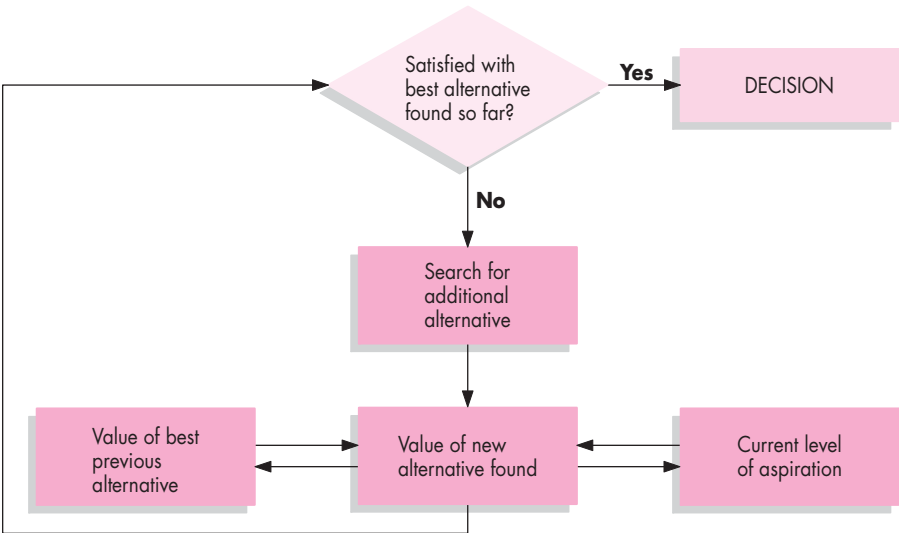 Satisfied with
best alternative
found so far?
Yes
DECISION
No
Search for
additional
alternative
Value of best
previous
alternative
Value of new
alternative found
Current level
of aspiration